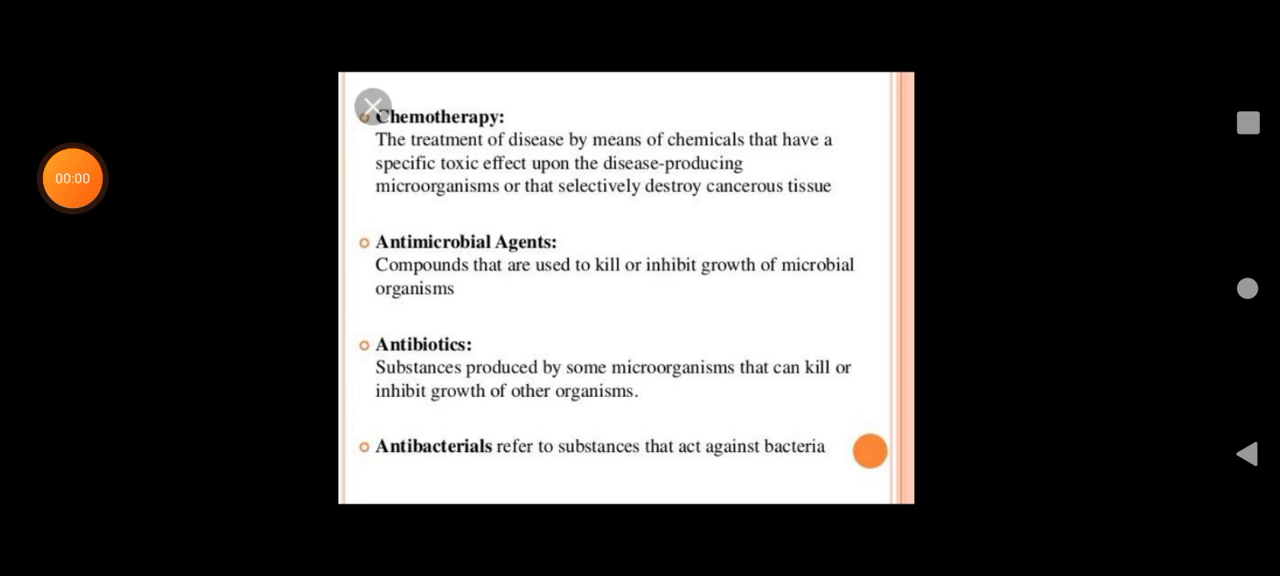 00:00
Chemotherapy:
The treatment of disease by means of chemicals that have a
specific toxic effect upon the disease-producing
microorganisms or that selectively destroy cancerous tissue
Antimicrobial Agents:
Compounds that are used to kill or inhibit growth of microbial
organisms
Antibiotics:
Substances produced by some microorganisms that can kill or
inhibit growth of other organisms.
Antibacterials refer to substances that act against bacteria